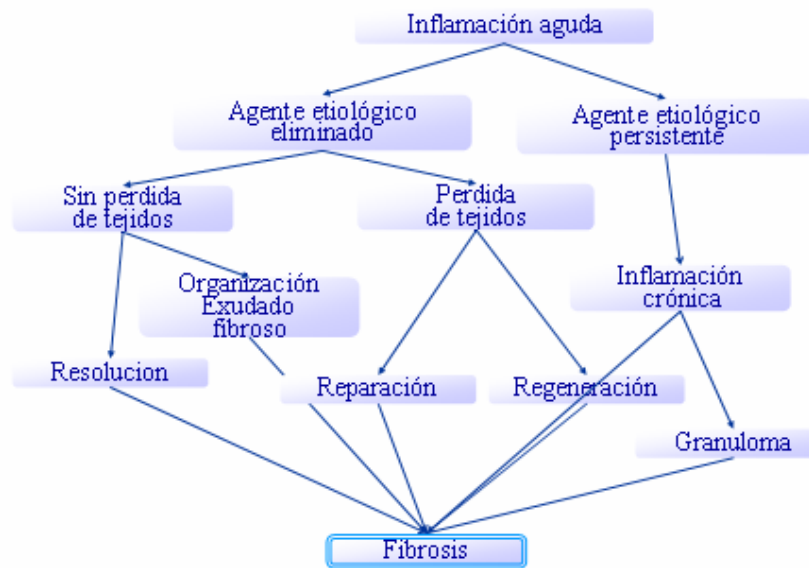 Inflamación aguda
Agente etiológico
eliminado
Agente etiológico
persistente
Sin perdida
de tejidos
Perdida
de tejidos
Organización
Exudado
fibroso
Inflamación
crónica
Resolucion
Reparación
Regeneración
Granuloma
Fibrosis